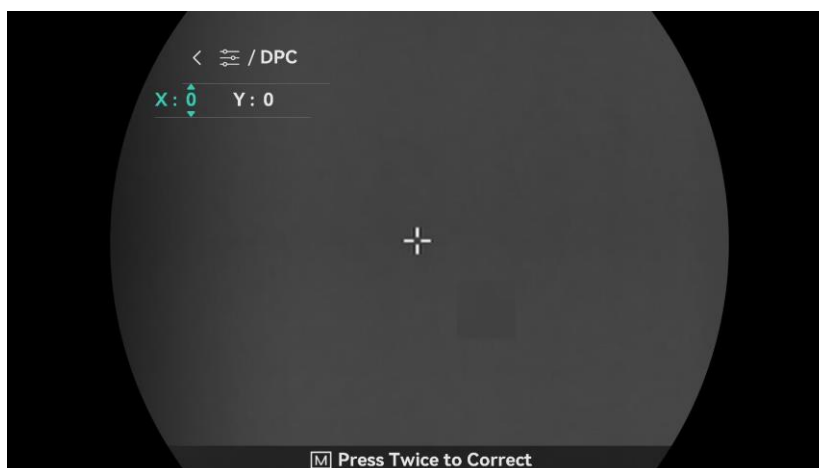 / DPC
X: 0 Y: 0
M Press Twice to Correct